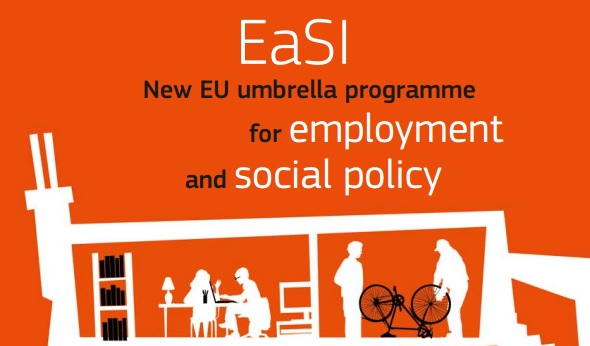 EaSI
New EU umbrella programme
for employment
and social policy